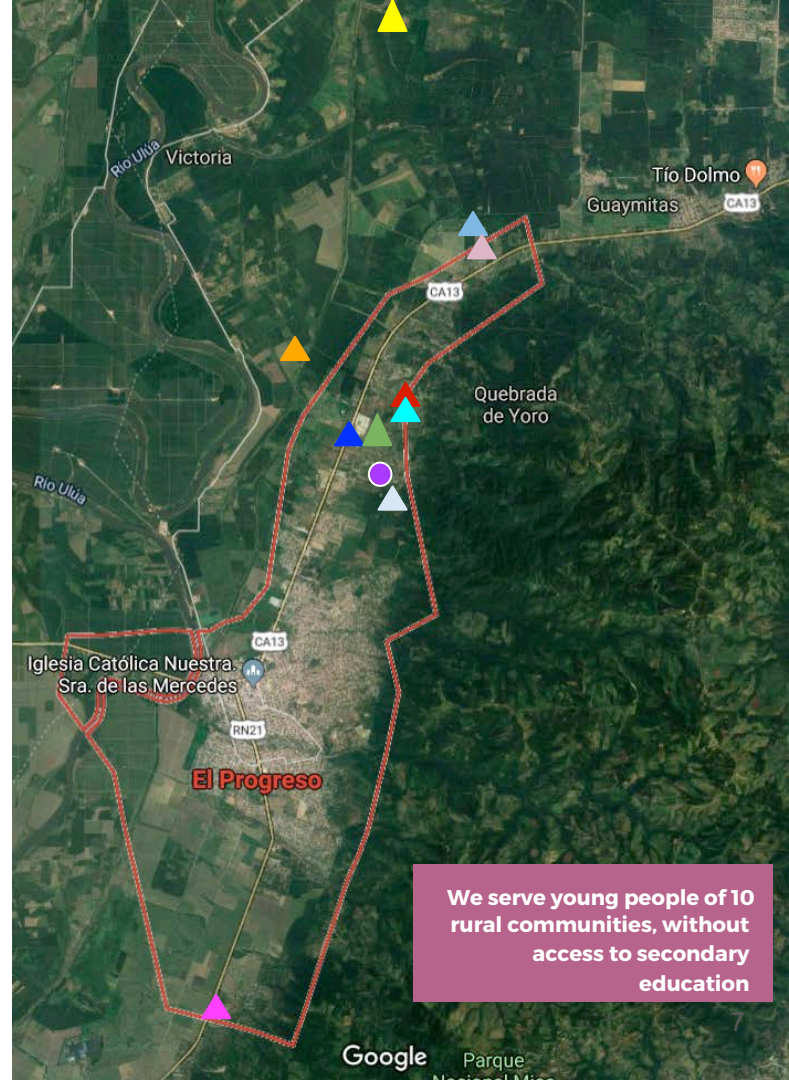 Río Ulúa
Victoria
Tío Dolmo
CA13
Guaymitas
CA13
Quebrada
de Yoro
Río Ulúa
CA13
Iglesia Católica Nuestra.
Sra. de las Mercedes
RN21
El Progreso
We serve young people of 10
rural communities, without
access to secondary
education
Google
Parque
Nacional Mico